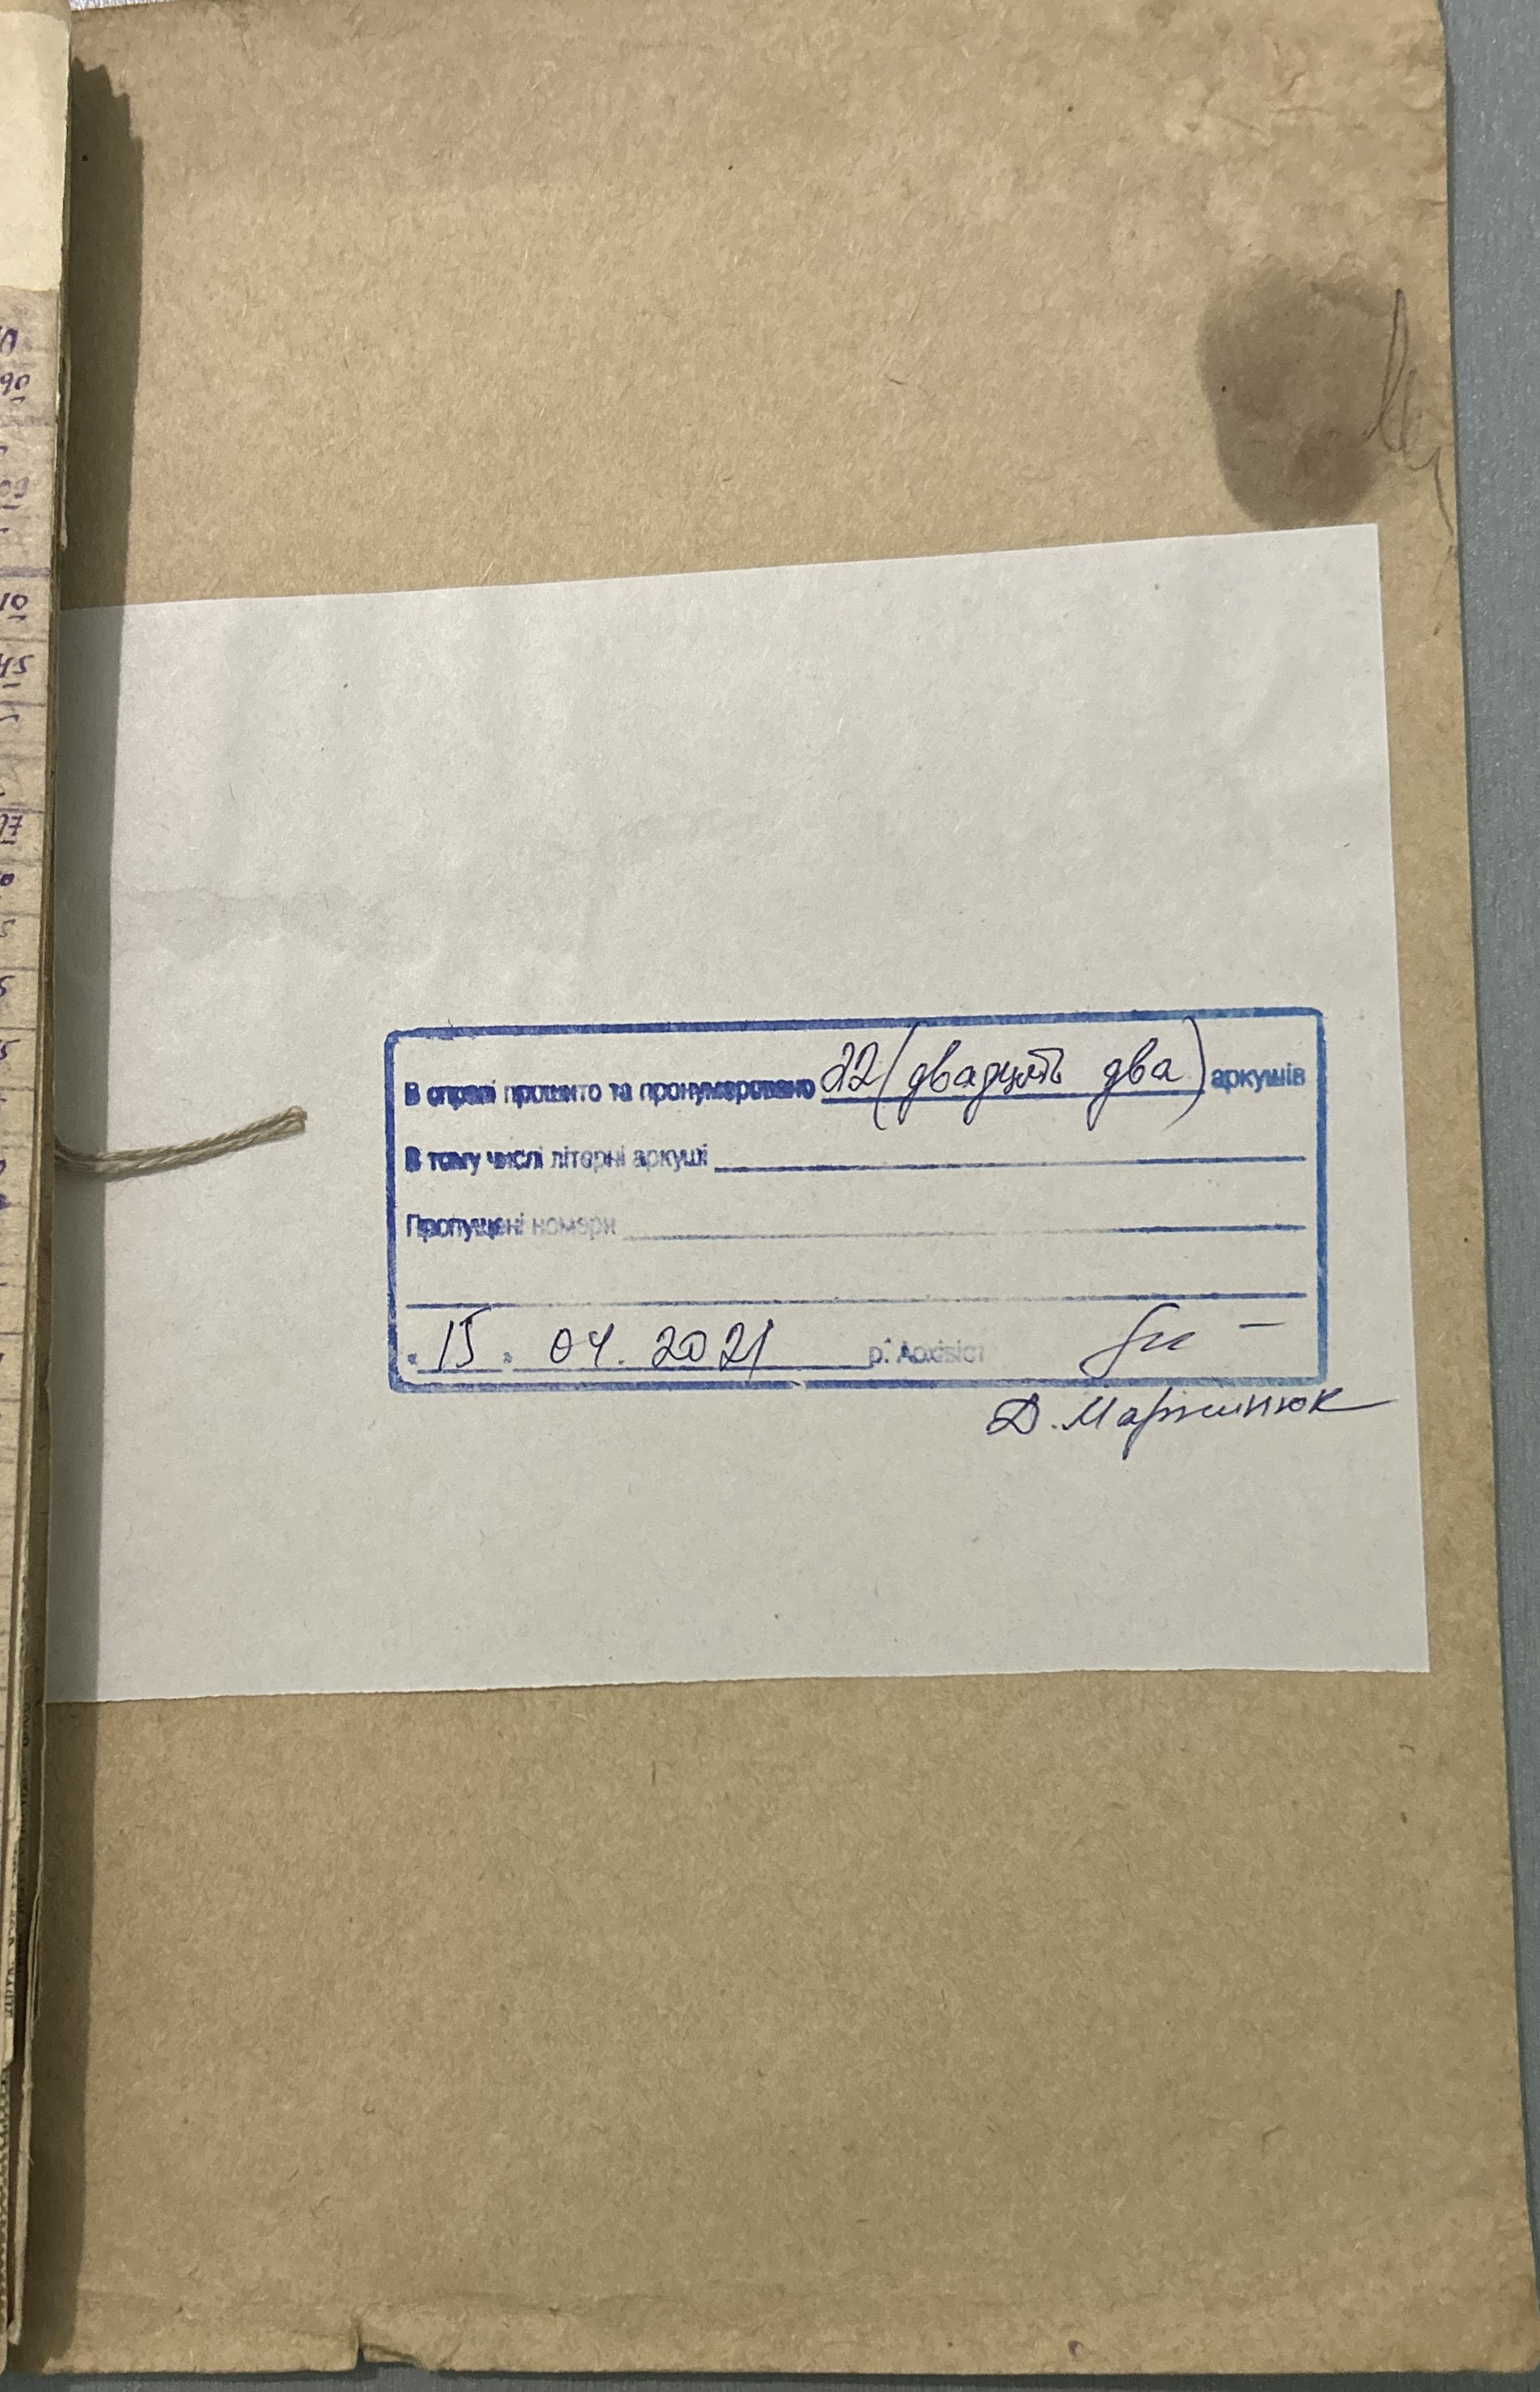 В справі прошито та пронумеровано 22 (двадцять два) аркушів
В тому числі літерні аркуші
Пропущені номери
"15" 04. 2021 р. Архівіст
Д. Мартинюк